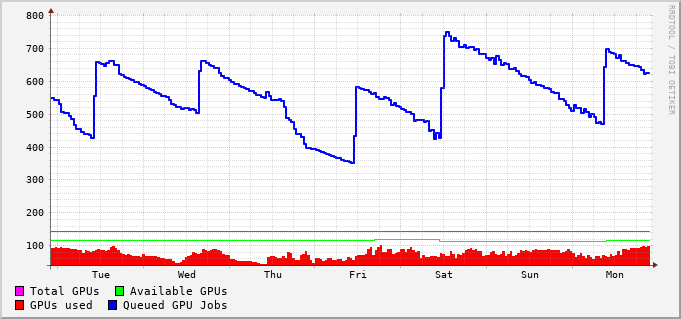 800
700
600
500
400
300
200
100
Tue Wed Thu Fri Sat Sun Mon
Total GPUs Available GPUs
GPUs used Queued GPU Jobs
RRDTOOL / TOBI OETIKER